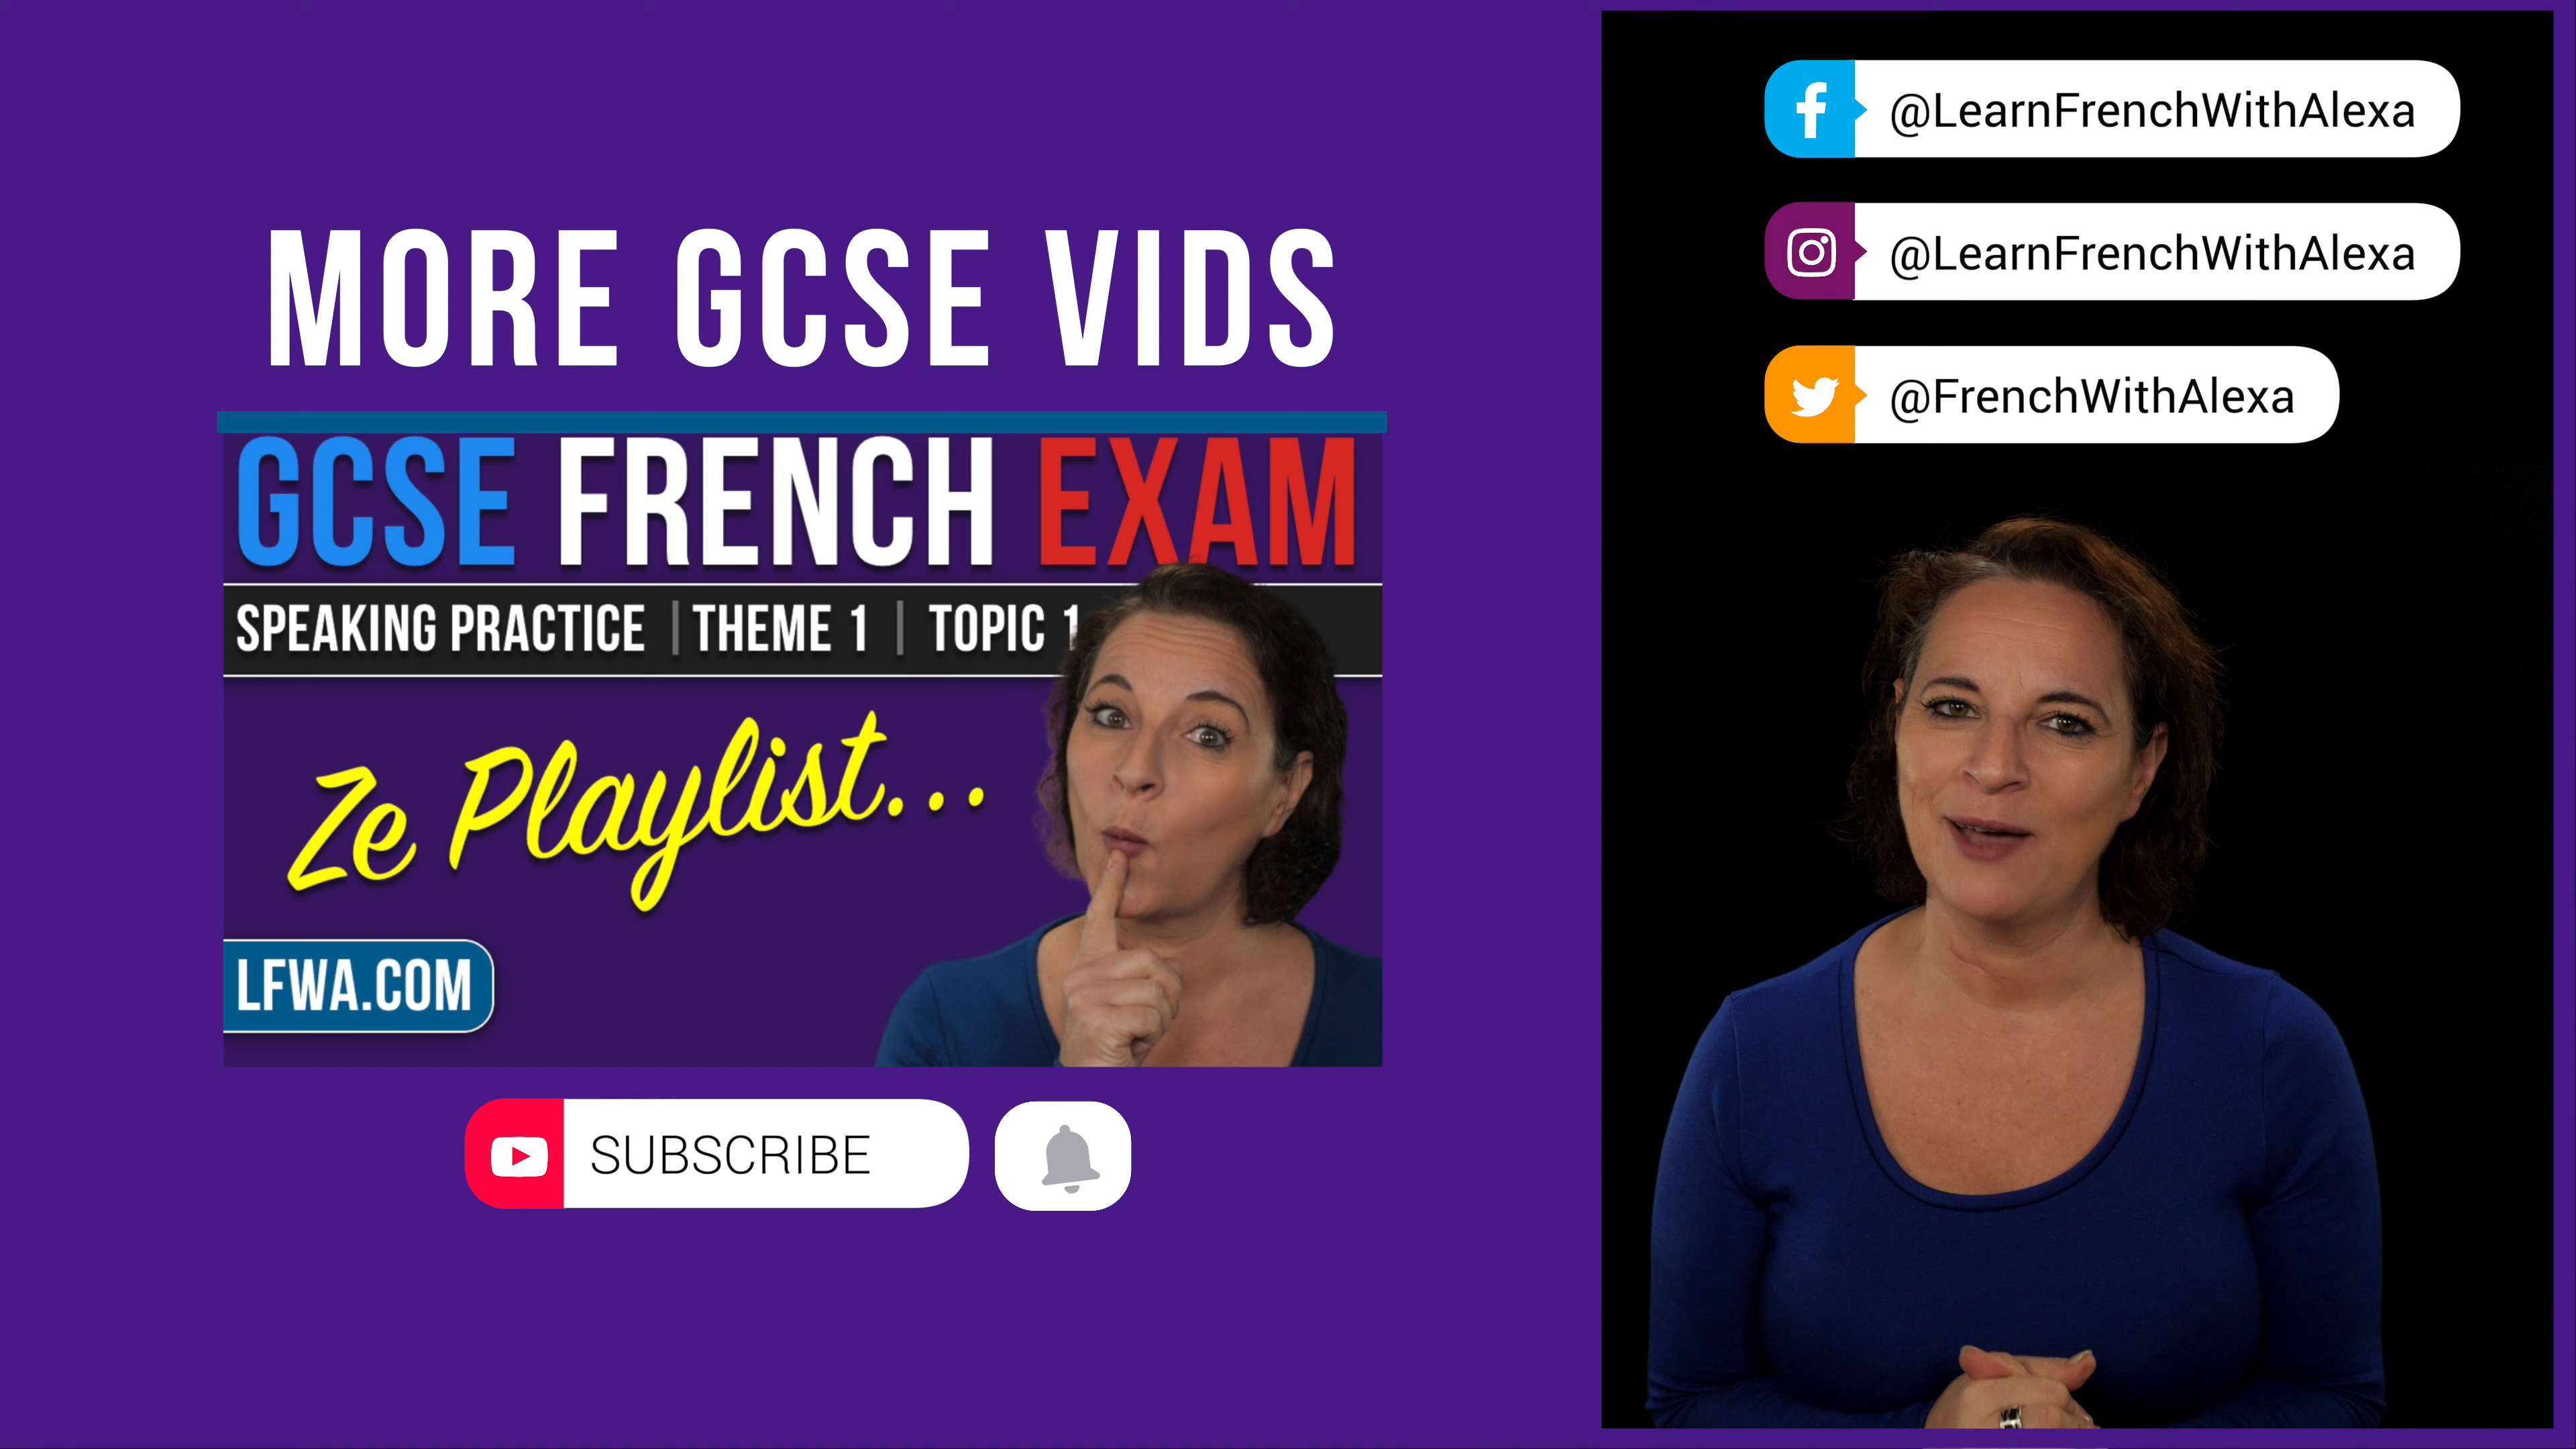 MORE GCSE VIDS
GCSE FRENCH EXAM
SPEAKING PRACTICE | THEME 1 | TOPIC 1
Ze Playlist...
LFWA.COM
SUBSCRIBE
@LearnFrenchWithAlexa
@LearnFrenchWithAlexa
@FrenchWithAlexa